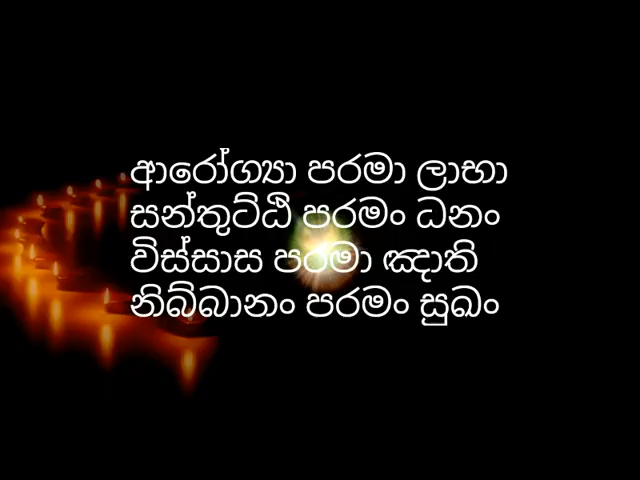 ආරෝග්‍යා පරමා ලාභා
සන්තුට්ඨි පරමං ධනං
විස්සාස පරමා ඤාති
නිබ්බානං පරමං සුඛං